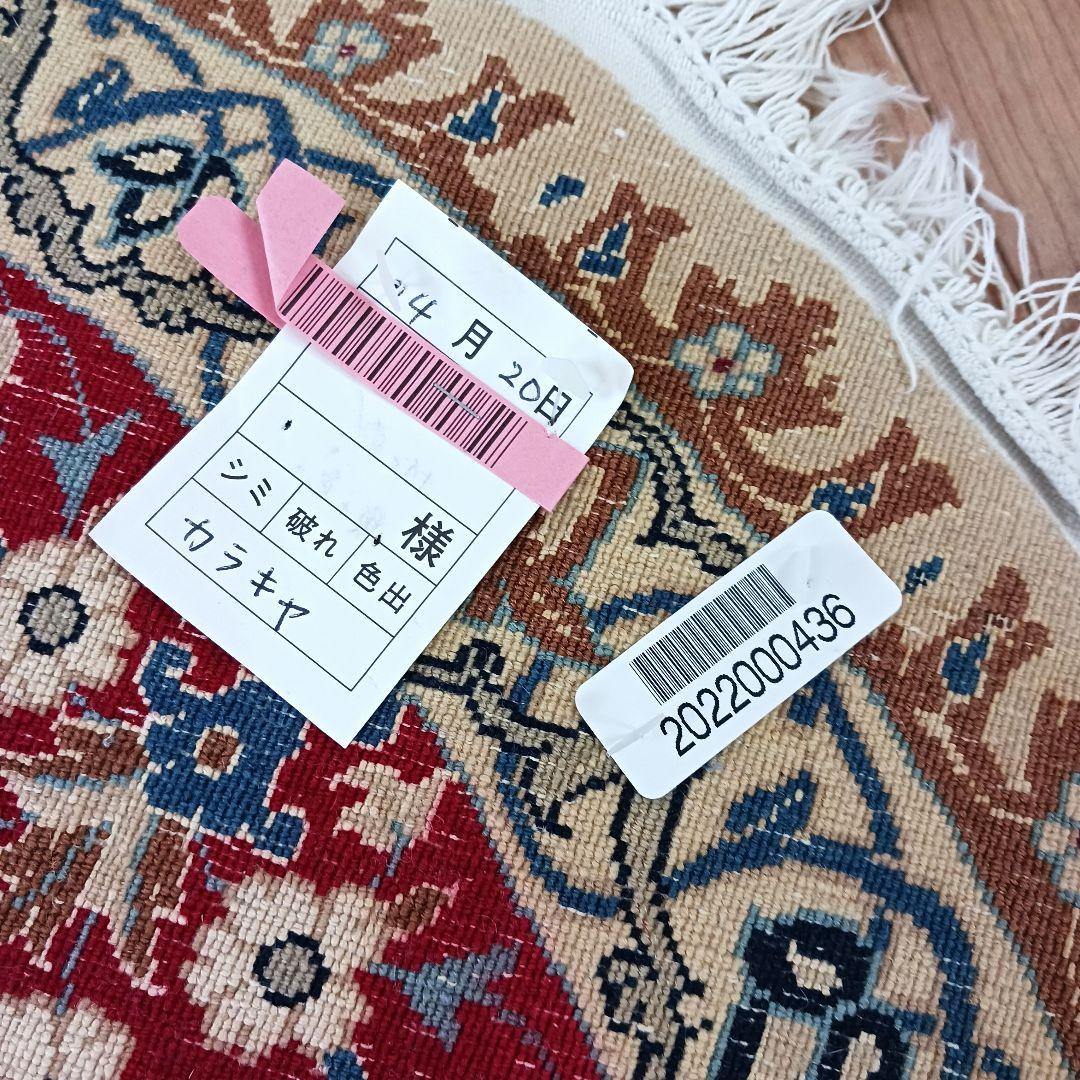 4月20日
様
シミ 破れ 色出
カラキヤ
2022000436